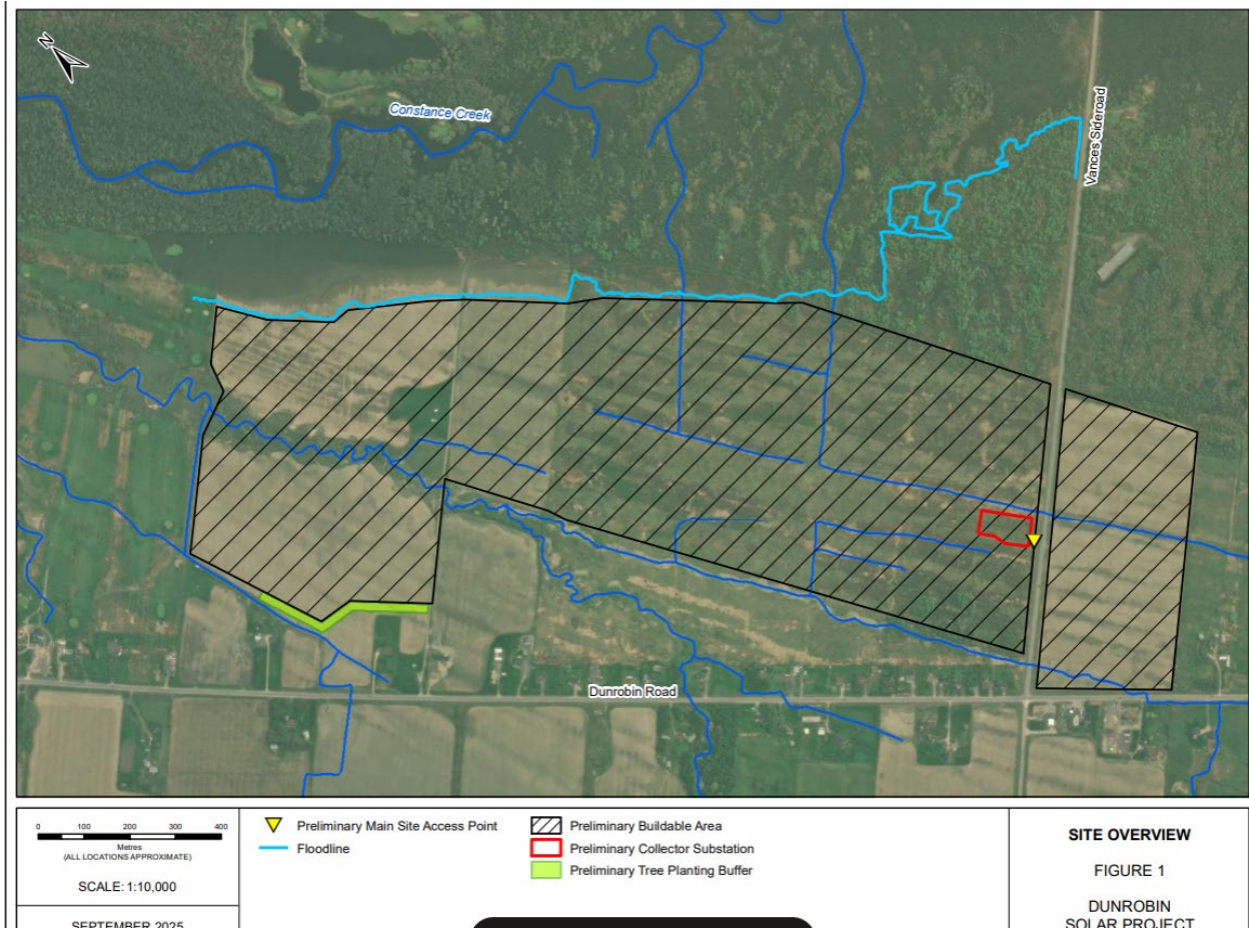 N
Constance Creek
Vances Sideroad
Dunrobin Road
0 100 200 300 400
Metres
(ALL LOCATIONS APPROXIMATE)
SCALE: 1:10,000
SEPTEMBER 2025
Preliminary Main Site Access Point
Floodline
Preliminary Buildable Area
Preliminary Collector Substation
Preliminary Tree Planting Buffer
SITE OVERVIEW
FIGURE 1
DUNROBIN
SOLAR PROJECT